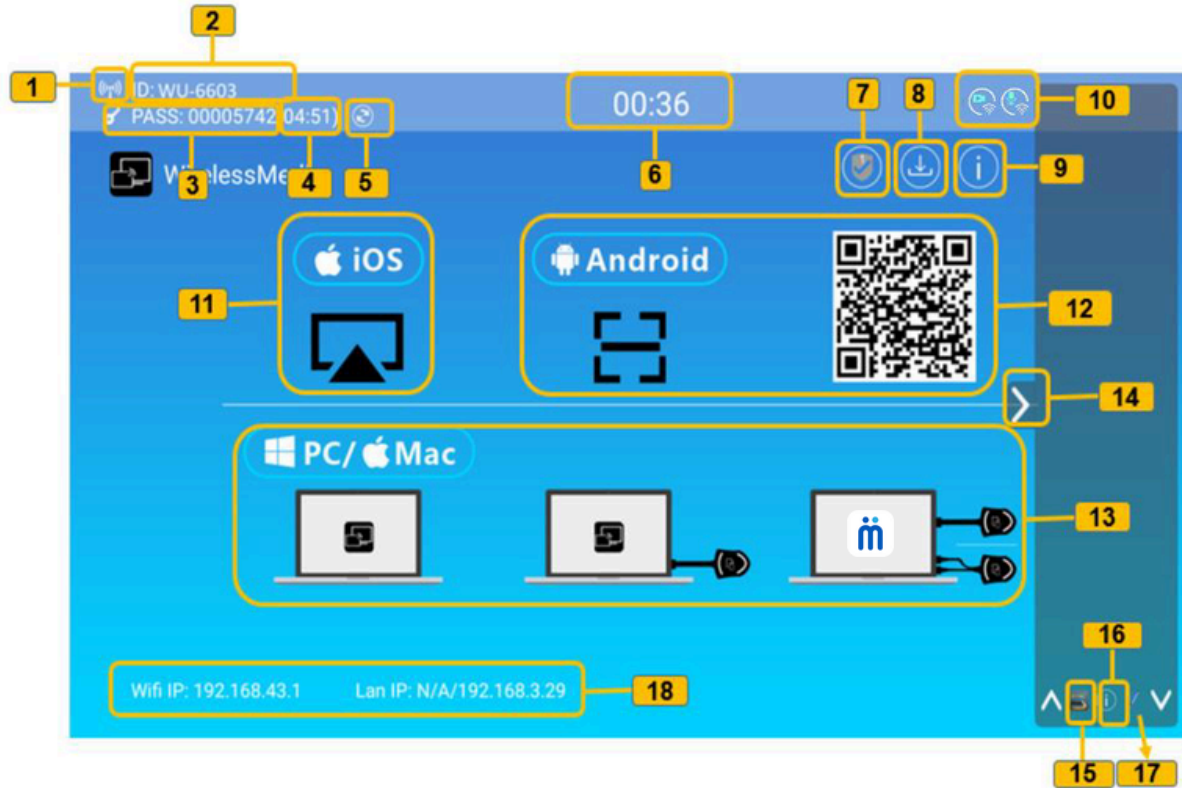 2
1
ID: WU-6603
PASS: 00005742(04:51)
00:36
7
8
10
3
4
5
6
9
WirelessMedi
i
iOS
Android
11
12
14
PC/ Mac
13
16
Wifi IP: 192.168.43.1
Lan IP: N/A/192.168.3.29
18
i
15
17